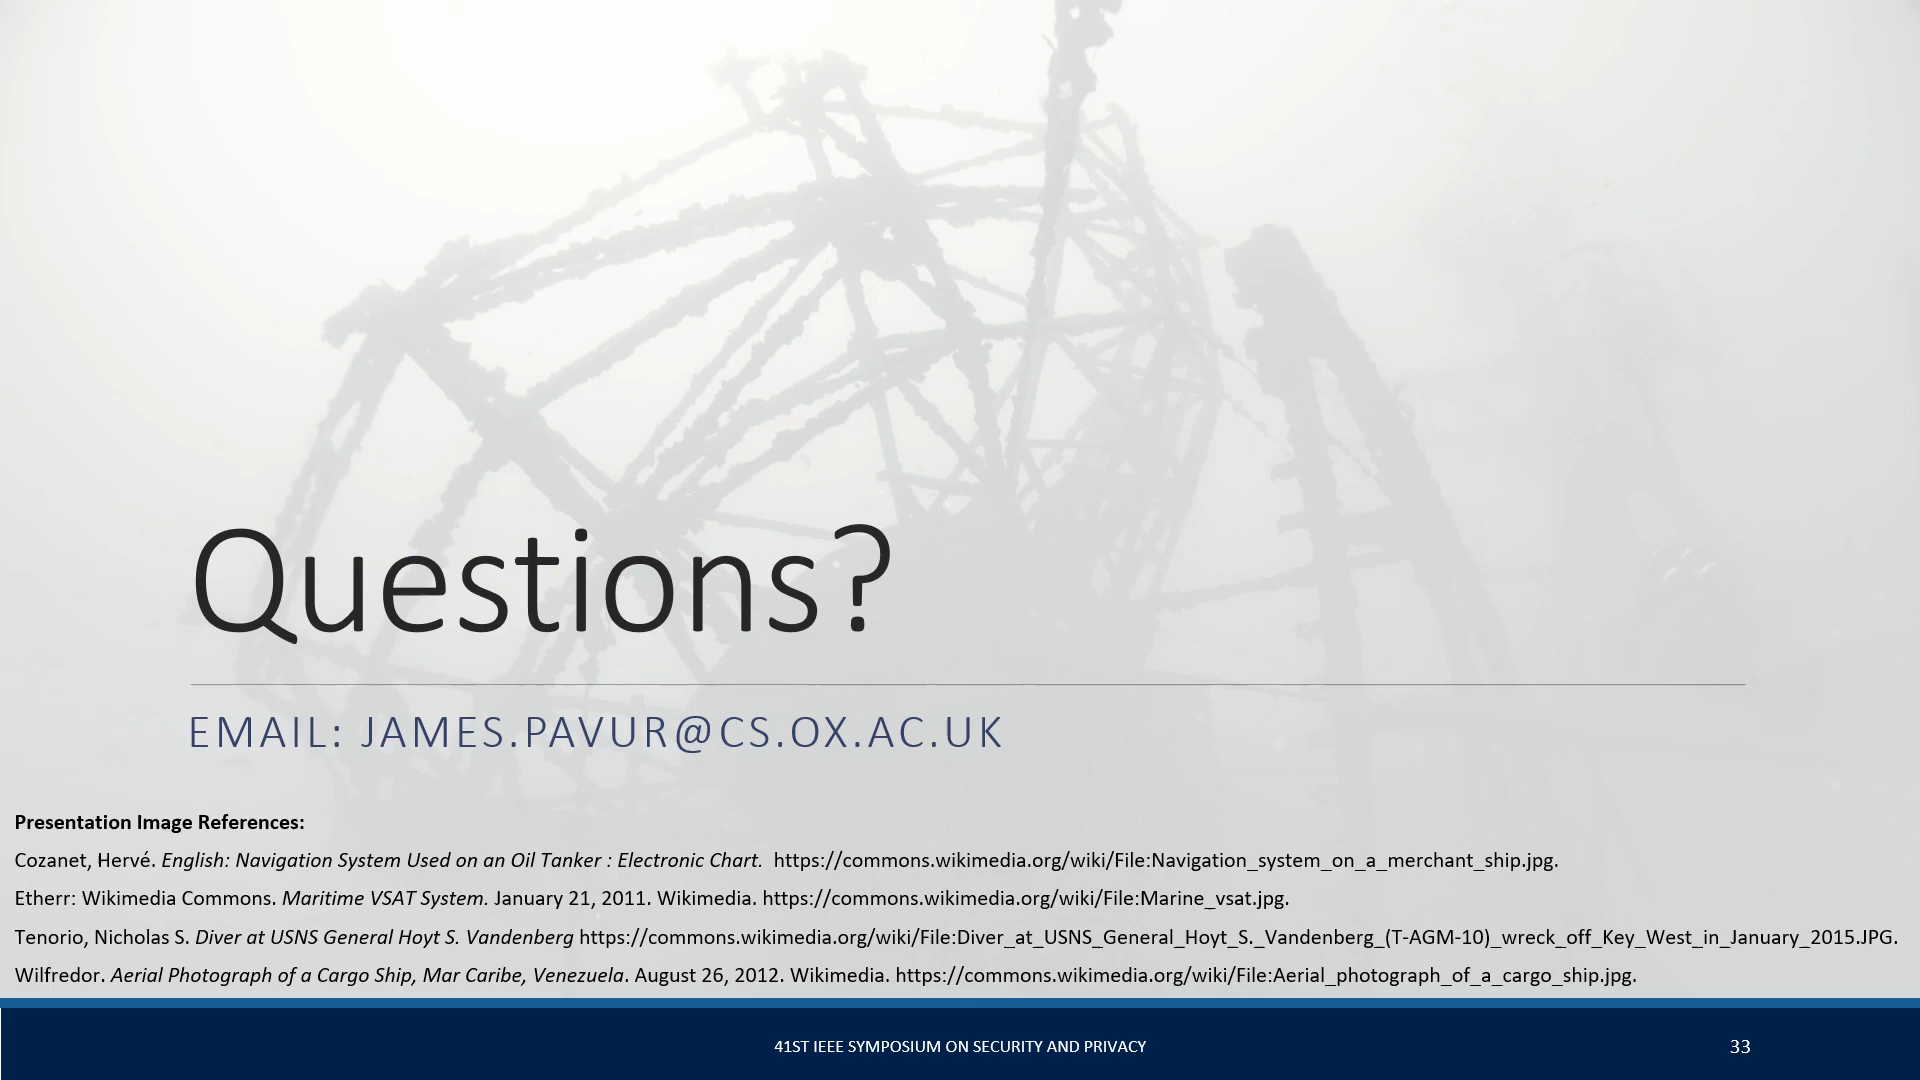 Questions?
EMAIL: JAMES.PAVUR@CS.OX.AC.UK
Presentation Image References:
Cozanet, Hervé. English: Navigation System Used on an Oil Tanker : Electronic Chart.  https://commons.wikimedia.org/wiki/File:Navigation_system_on_a_merchant_ship.jpg.
Etherr: Wikimedia Commons. Maritime VSAT System. January 21, 2011. Wikimedia. https://commons.wikimedia.org/wiki/File:Marine_vsat.jpg.
Tenorio, Nicholas S. Diver at USNS General Hoyt S. Vandenberg https://commons.wikimedia.org/wiki/File:Diver_at_USNS_General_Hoyt_S._Vandenberg_(T-AGM-10)_wreck_off_Key_West_in_January_2015.JPG.
Wilfredor. Aerial Photograph of a Cargo Ship, Mar Caribe, Venezuela. August 26, 2012. Wikimedia. https://commons.wikimedia.org/wiki/File:Aerial_photograph_of_a_cargo_ship.jpg.
41ST IEEE SYMPOSIUM ON SECURITY AND PRIVACY
33